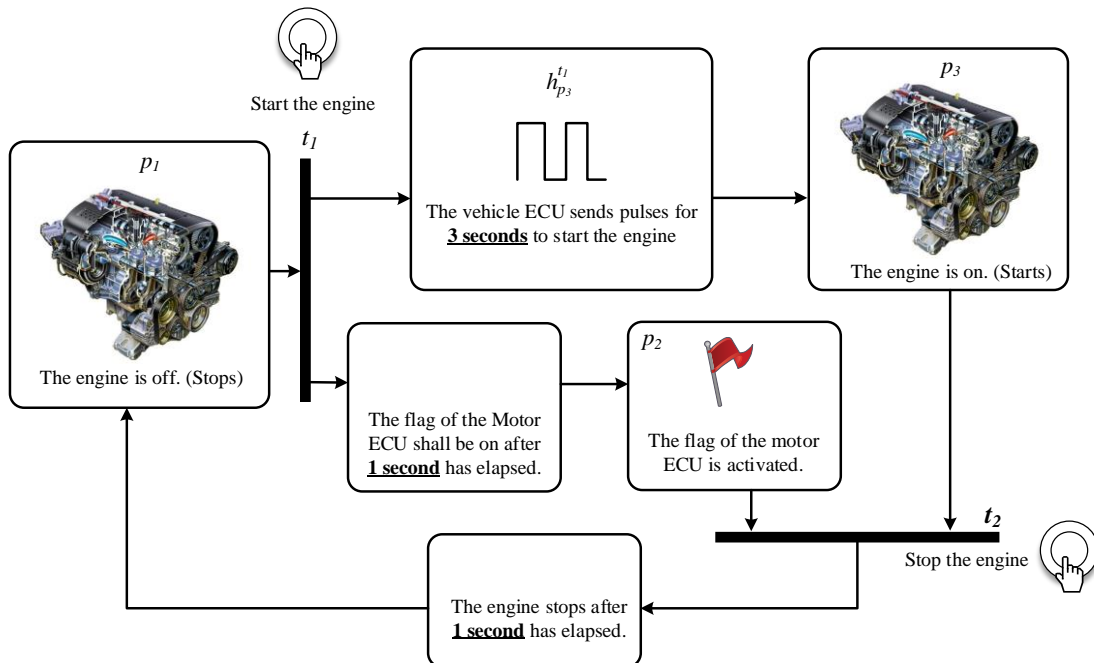 Start the engine
t₁
p₁
The engine is off. (Stops)
h_{p₃}^{t₁}
The vehicle ECU sends pulses for
3 seconds to start the engine
p₃
The engine is on. (Starts)
The flag of the Motor
ECU shall be on after
1 second has elapsed.
p₂
The flag of the motor
ECU is activated.
t₂
Stop the engine
The engine stops after
1 second has elapsed.